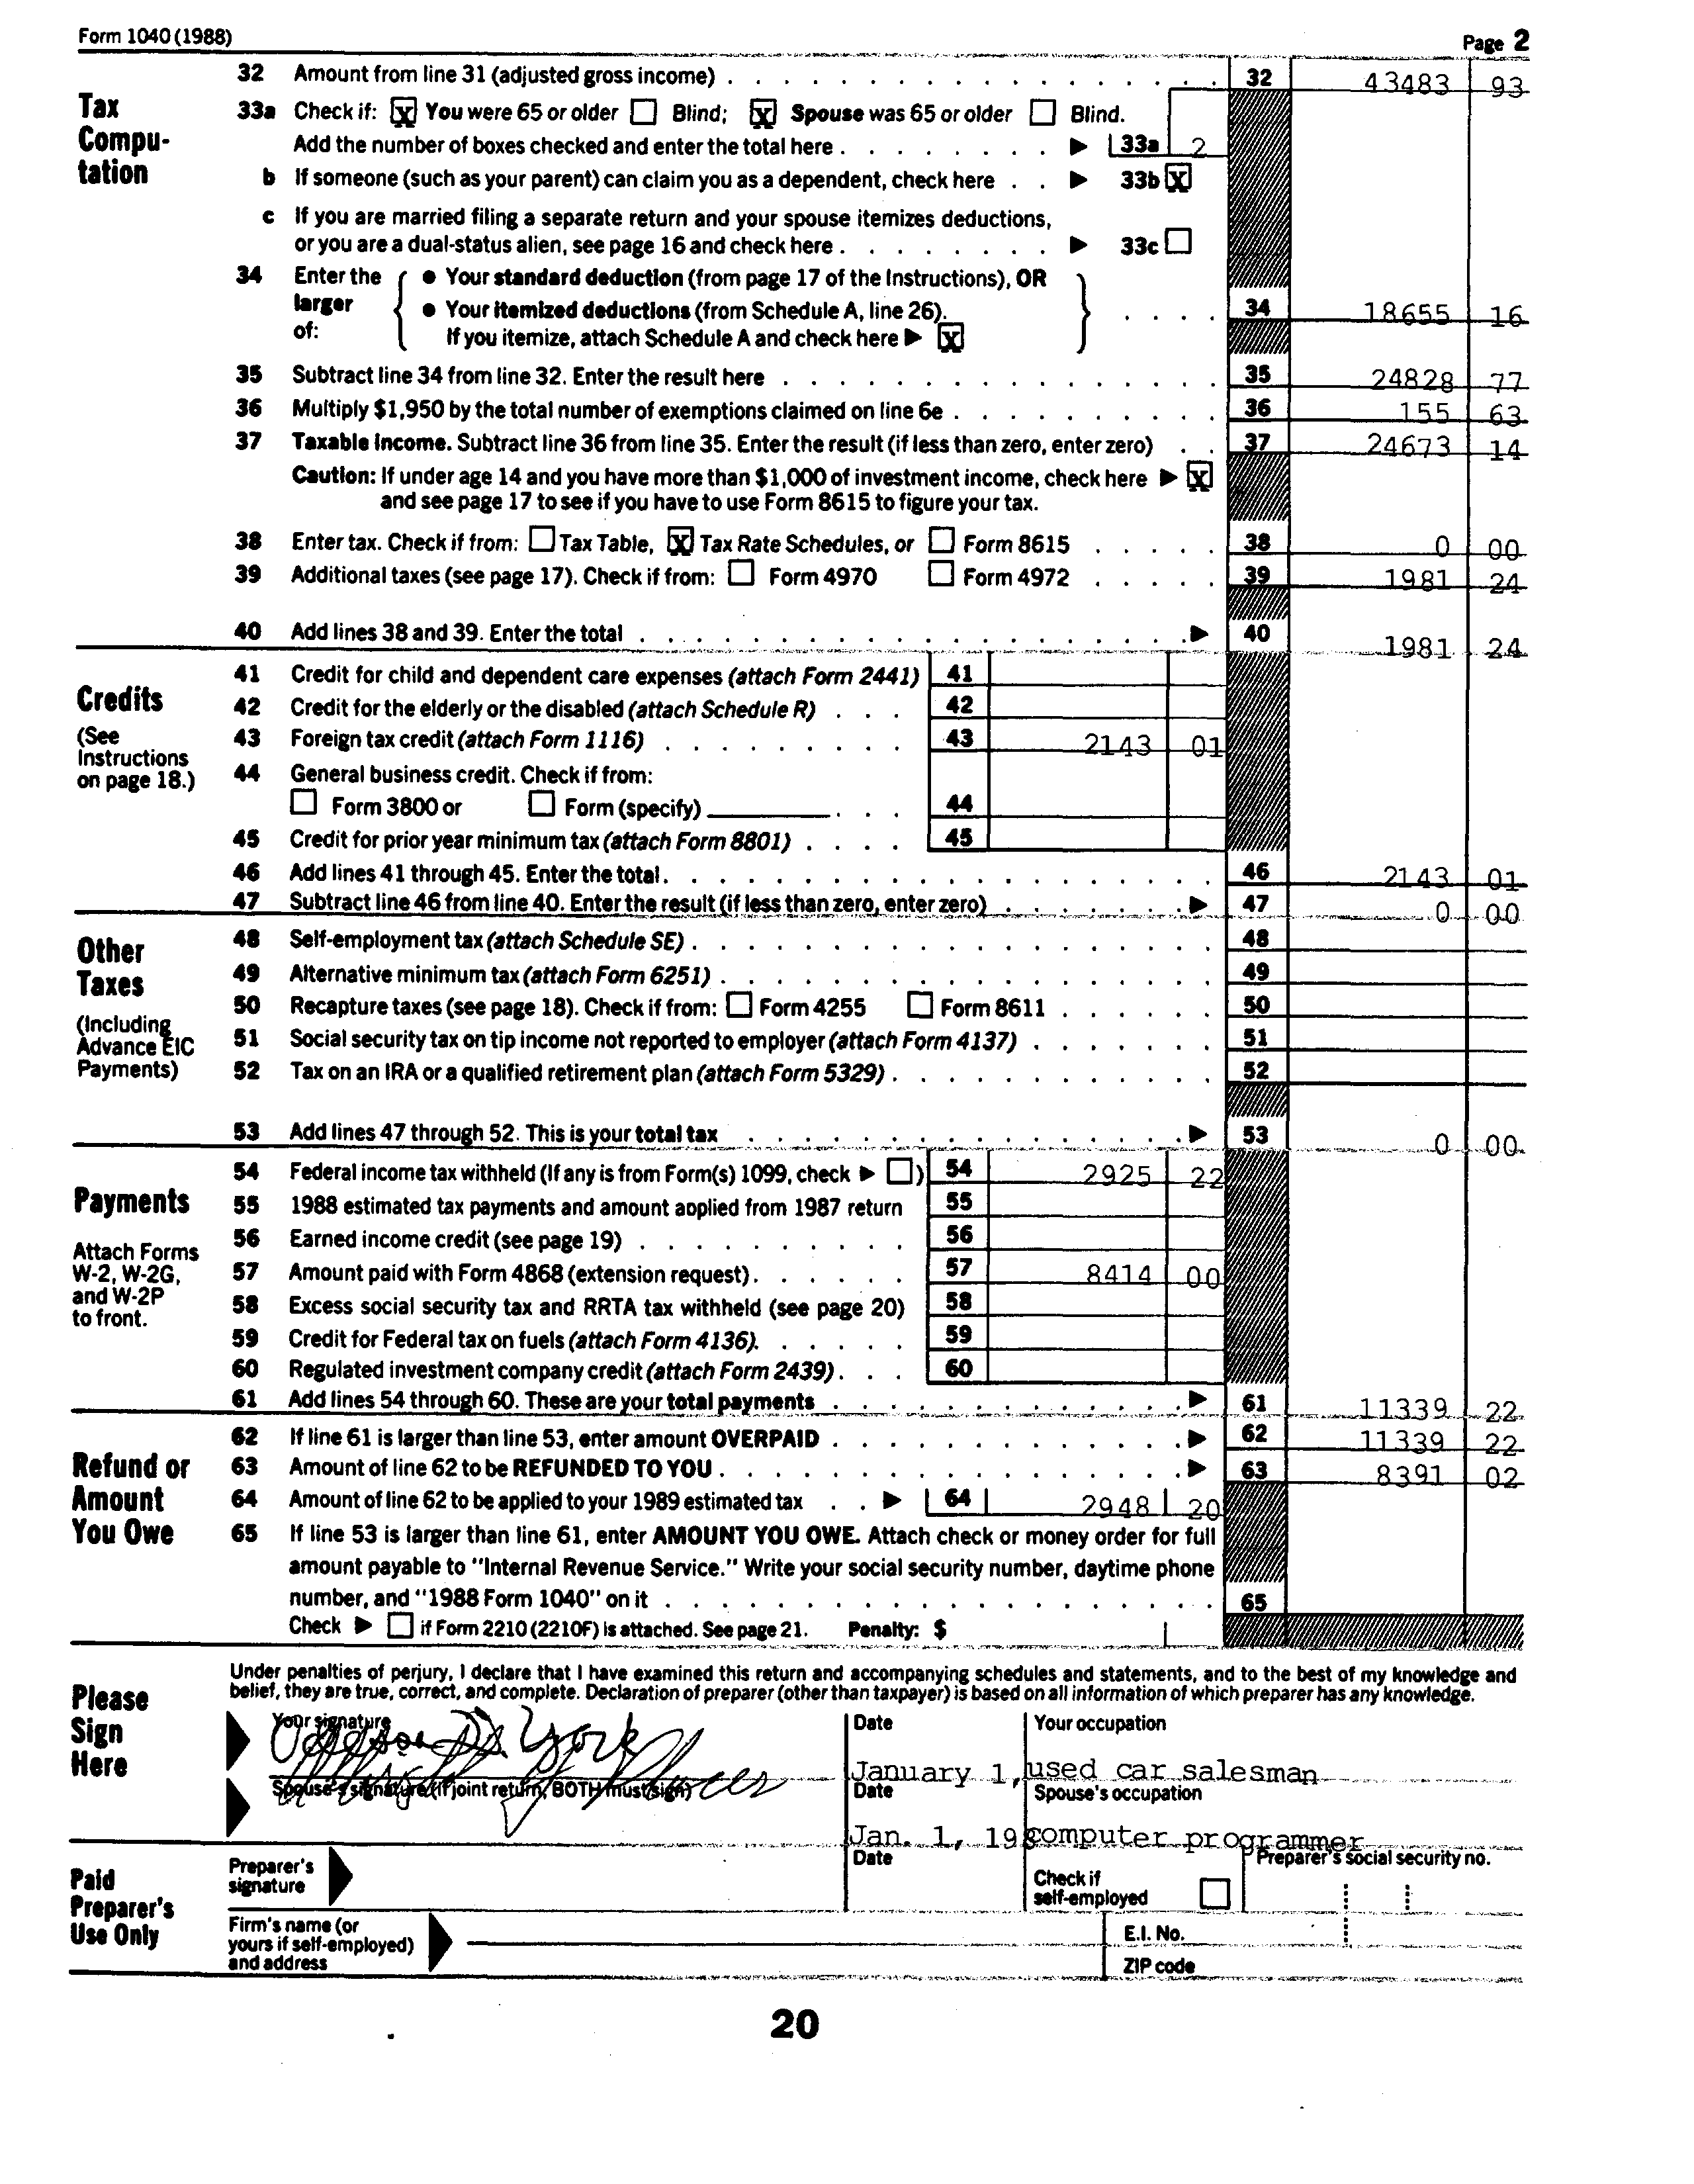 Form 1040 (1988) Page 2
Tax Computation
32 Amount from line 31 (adjusted gross income) 32 43483 93
33a Check if: X You were 65 or older Blind; X Spouse was 65 or older Blind.
Add the number of boxes checked and enter the total here 33a 2
b If someone (such as your parent) can claim you as a dependent, check here 33b X
c If you are married filing a separate return and your spouse itemizes deductions,
or you are a dual-status alien, see page 16 and check here 33c
34 Enter the larger of:
• Your standard deduction (from page 17 of the Instructions), OR
• Your itemized deductions (from Schedule A, line 26). 34 18655 16
If you itemize, attach Schedule A and check here X
35 Subtract line 34 from line 32. Enter the result here 35 24828 77
36 Multiply $1,950 by the total number of exemptions claimed on line 6e 36 155 63
37 Taxable income. Subtract line 36 from line 35. Enter the result (if less than zero, enter zero) 37 24673 14
Caution: If under age 14 and you have more than $1,000 of investment income, check here X
and see page 17 to see if you have to use Form 8615 to figure your tax.
38 Enter tax. Check if from: Tax Table, X Tax Rate Schedules, or Form 8615 38 0 00
39 Additional taxes (see page 17). Check if from: Form 4970 Form 4972 39 1981 24
40 Add lines 38 and 39. Enter the total 40 1981 24
Credits
(See Instructions on page 18.)
41 Credit for child and dependent care expenses (attach Form 2441) 41
42 Credit for the elderly or the disabled (attach Schedule R) 42
43 Foreign tax credit (attach Form 1116) 43 2143 01
44 General business credit. Check if from:
Form 3800 or Form (specify) 44
45 Credit for prior year minimum tax (attach Form 8801) 45
46 Add lines 41 through 45. Enter the total 46 2143 01
47 Subtract line 46 from line 40. Enter the result (if less than zero, enter zero) 47 0 00
Other Taxes
(Including Advance EIC Payments)
48 Self-employment tax (attach Schedule SE) 48
49 Alternative minimum tax (attach Form 6251) 49
50 Recapture taxes (see page 18). Check if from: Form 4255 Form 8611 50
51 Social security tax on tip income not reported to employer (attach Form 4137) 51
52 Tax on an IRA or a qualified retirement plan (attach Form 5329) 52
53 Add lines 47 through 52. This is your total tax 53 0 00
Payments
Attach Forms W-2, W-2G, and W-2P to front.
54 Federal income tax withheld (If any is from Form(s) 1099, check ) 54 2925 22
55 1988 estimated tax payments and amount applied from 1987 return 55
56 Earned income credit (see page 19) 56
57 Amount paid with Form 4868 (extension request) 57 8414 00
58 Excess social security tax and RRTA tax withheld (see page 20) 58
59 Credit for Federal tax on fuels (attach Form 4136) 59
60 Regulated investment company credit (attach Form 2439) 60
61 Add lines 54 through 60. These are your total payments 61 11339 22
Refund or Amount You Owe
62 If line 61 is larger than line 53, enter amount OVERPAID 62 11339 22
63 Amount of line 62 to be REFUNDED TO YOU 63 8391 02
64 Amount of line 62 to be applied to your 1989 estimated tax 64 2948 20
65 If line 53 is larger than line 61, enter AMOUNT YOU OWE. Attach check or money order for full
amount payable to "Internal Revenue Service." Write your social security number, daytime phone
number, and "1988 Form 1040" on it 65
Check if Form 2210 (2210F) is attached. See page 21. Penalty: $
Please Sign Here
Under penalties of perjury, I declare that I have examined this return and accompanying schedules and statements, and to the best of my knowledge and
belief, they are true, correct, and complete. Declaration of preparer (other than taxpayer) is based on all information of which preparer has any knowledge.
Your signature Date Your occupation
York January 1, used car salesman
Spouse's signature (if joint return, BOTH must sign) Date Spouse's occupation
Jan. 1, 19 computer programmer
Paid Preparer's Use Only
Preparer's signature Date Check if self-employed Preparer's social security no.
Firm's name (or yours if self-employed) and address E.I. No.
ZIP code
20